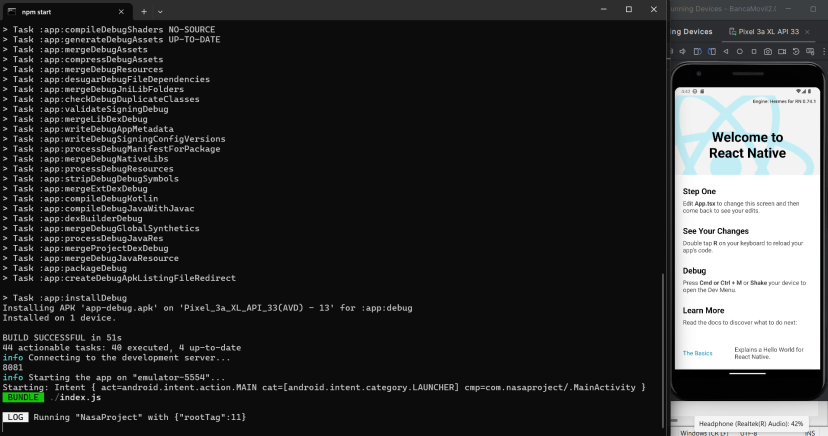 npm start
> Task :app:compileDebugShaders NO-SOURCE
> Task :app:generateDebugAssets UP-TO-DATE
> Task :app:mergeDebugAssets
> Task :app:compressDebugAssets
> Task :app:mergeDebugResources
> Task :app:desugarDebugFileDependencies
> Task :app:mergeDebugJniLibFolders
> Task :app:checkDebugDuplicateClasses
> Task :app:validateSigningDebug
> Task :app:mergeLibDexDebug
> Task :app:writeDebugAppMetadata
> Task :app:writeDebugSigningConfigVersions
> Task :app:processDebugManifestForPackage
> Task :app:mergeDebugNativeLibs
> Task :app:processDebugResources
> Task :app:stripDebugDebugSymbols
> Task :app:mergeExtDexDebug
> Task :app:compileDebugKotlin
> Task :app:compileDebugJavaWithJavac
> Task :app:dexBuilderDebug
> Task :app:mergeDebugGlobalSynthetics
> Task :app:processDebugJavaRes
> Task :app:mergeProjectDexDebug
> Task :app:mergeDebugJavaResource
> Task :app:packageDebug
> Task :app:createDebugApkListingFileRedirect
> Task :app:installDebug
Installing APK 'app-debug.apk' on 'Pixel_3a_XL_API_33(AVD) - 13' for :app:debug
Installed on 1 device.
BUILD SUCCESSFUL in 51s
44 actionable tasks: 40 executed, 4 up-to-date
info Connecting to the development server...
8081
info Starting the app on "emulator-5554"...
Starting: Intent { act=android.intent.action.MAIN cat=[android.intent.category.LAUNCHER] cmp=com.nasaproject/.MainActivity }
BUNDLE ./index.js
LOG Running "NasaProject" with {"rootTag":11}
unning Devices - BancaMovil2.0
ng Devices
Pixel 3a XL API 33
Engine: Hermes for RN 0.74.1
Welcome to
React Native
Step One
Edit App.tsx to change this screen and then
come back to see your edits.
See Your Changes
Double tap R on your keyboard to reload your
app's code.
Debug
Press Cmd or Ctrl + M or Shake your device to
open the Dev Menu.
Learn More
Read the docs to discover what to do next:
The Basics
Explains a Hello World for
React Native.
Headphone (Realtek(R) Audio): 42%